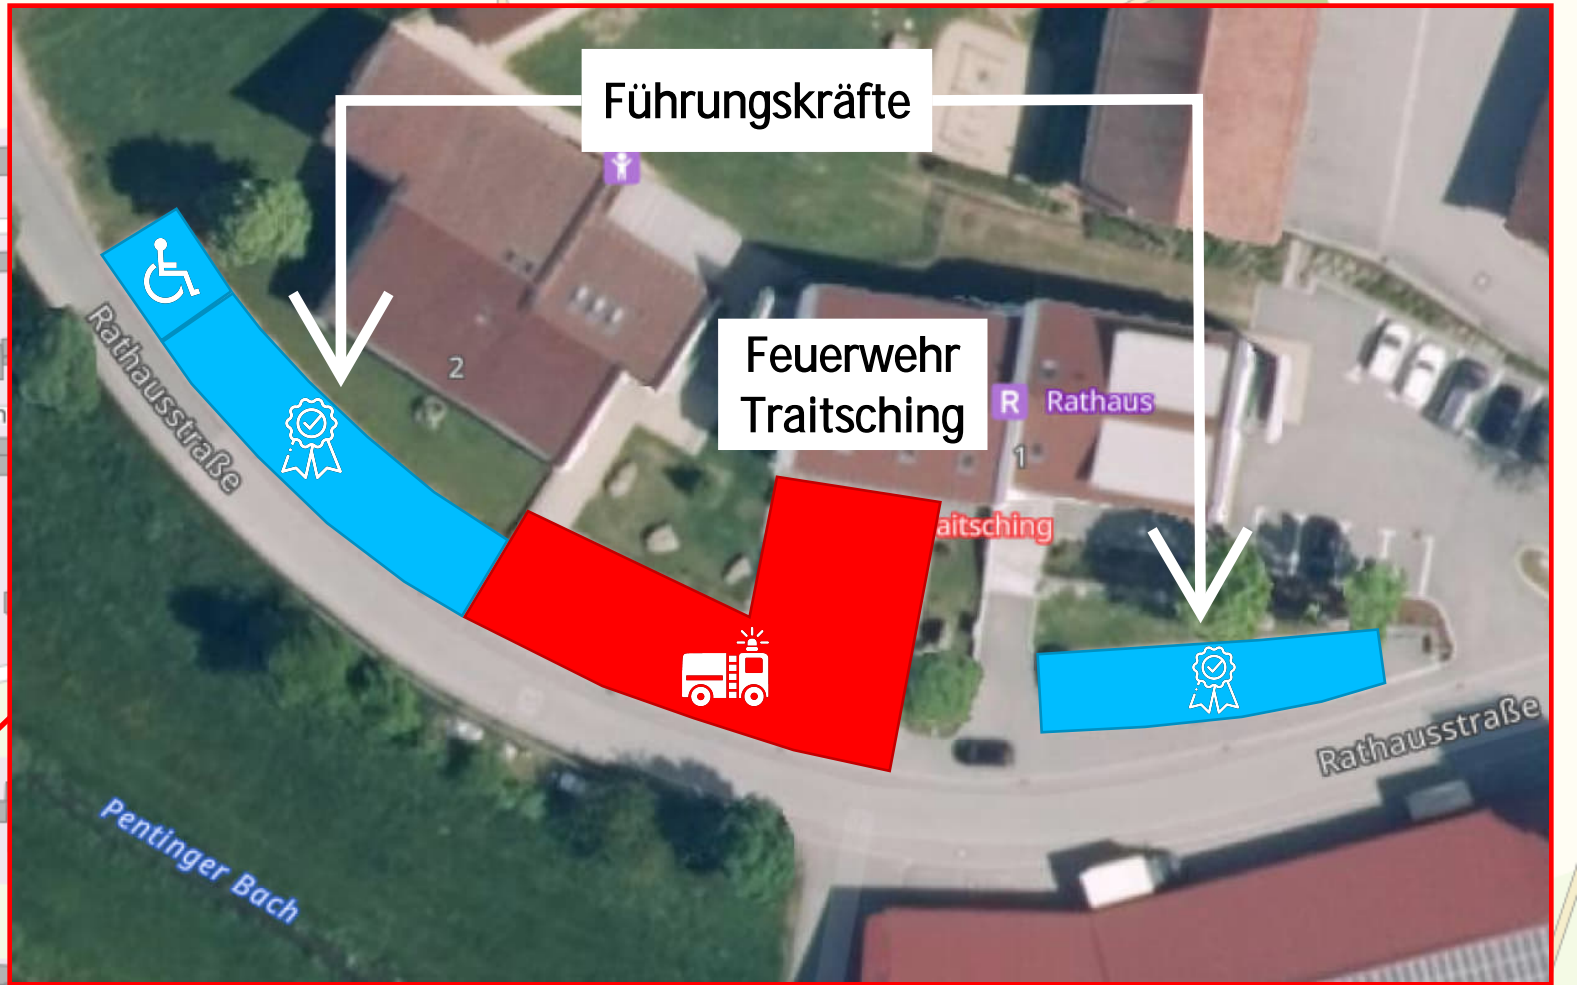 Führungskräfte
Feuerwehr
Traitsching
R Rathaus
2
1
aitsching
Rathausstraße
Rathausstraße
Pentinger Bach